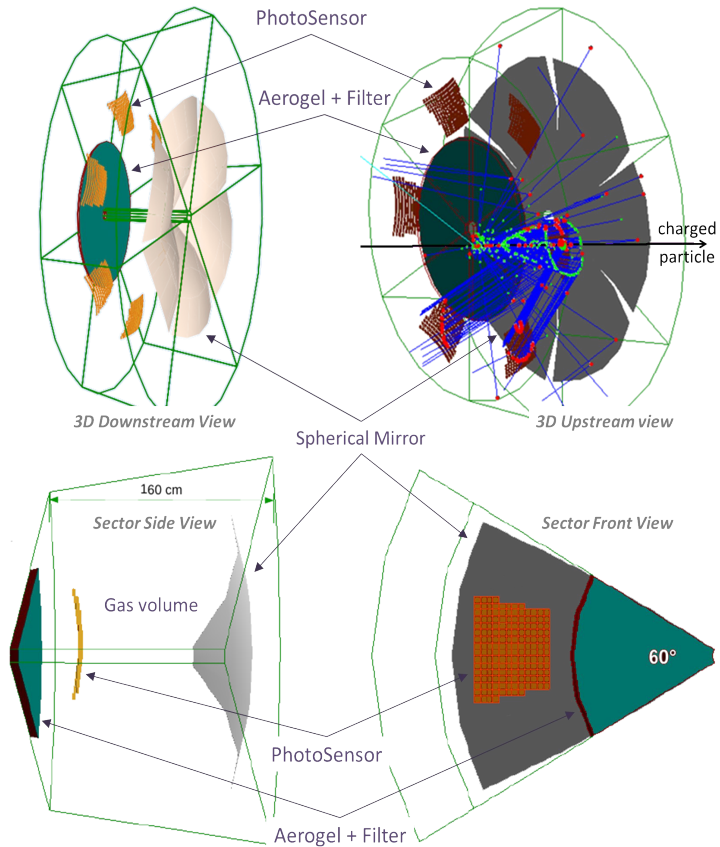 PhotoSensor
Aerogel + Filter
charged
particle
3D Downstream View
3D Upstream view
Spherical Mirror
160 cm
Sector Side View
Sector Front View
Gas volume
60°
PhotoSensor
Aerogel + Filter